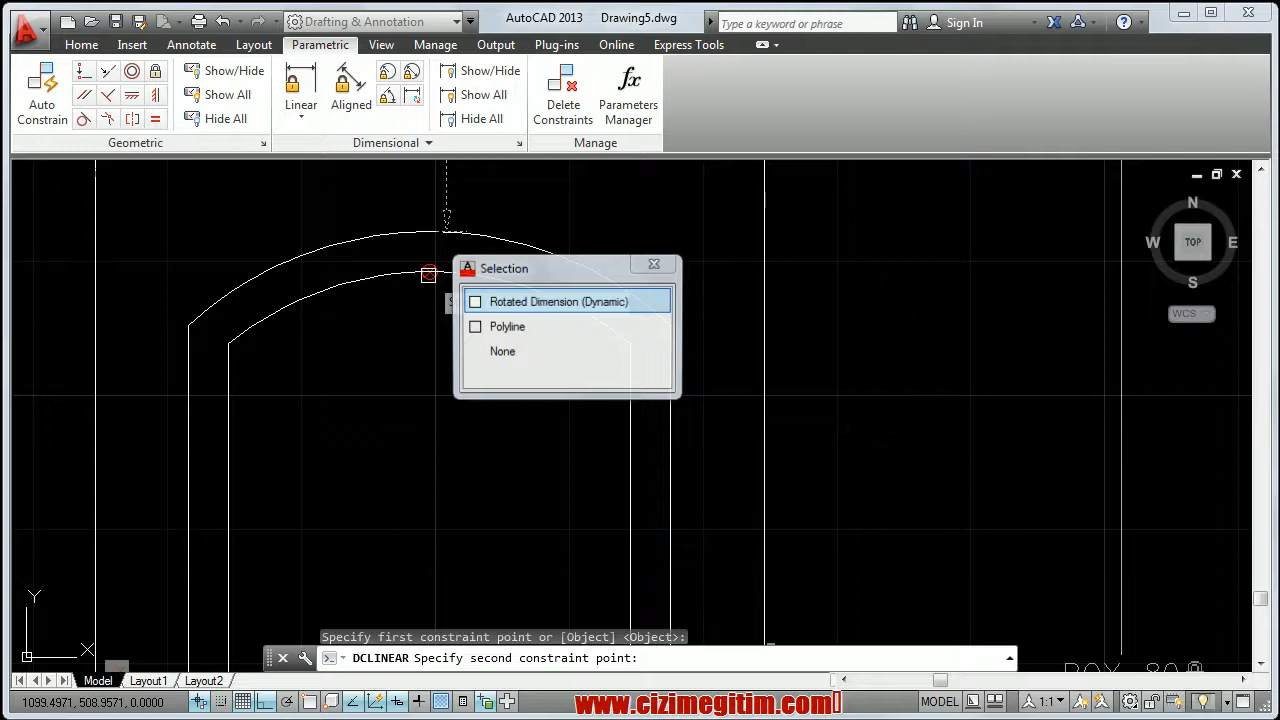 AutoCAD 2013 Drawing5.dwg
Drafting & Annotation
Type a keyword or phrase
Sign In
Home Insert Annotate Layout Parametric View Manage Output Plug-ins Online Express Tools
Auto
Constrain
Show/Hide
Show All
Hide All
Linear
Aligned
Show/Hide
Show All
Hide All
Delete
Constraints
Parameters
Manager
Geometric
Dimensional
Manage
N
W TOP E
S
WCS
Selection
Rotated Dimension (Dynamic)
Polyline
None
Y
X
Specify first constraint point or [Object] <Object>:
DCLINEAR Specify second constraint point:
Model Layout1 Layout2
1095.4971, 508.9571, 0.0000
MODEL
1:1
www.cizimegitim.com